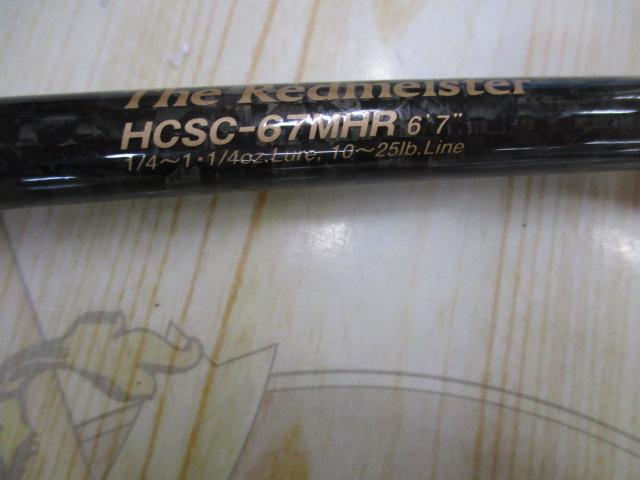 The Redmeister
HCSC-67MHR 6'7"
1/4~1・1/4oz.Lure. 10~25lb.Line